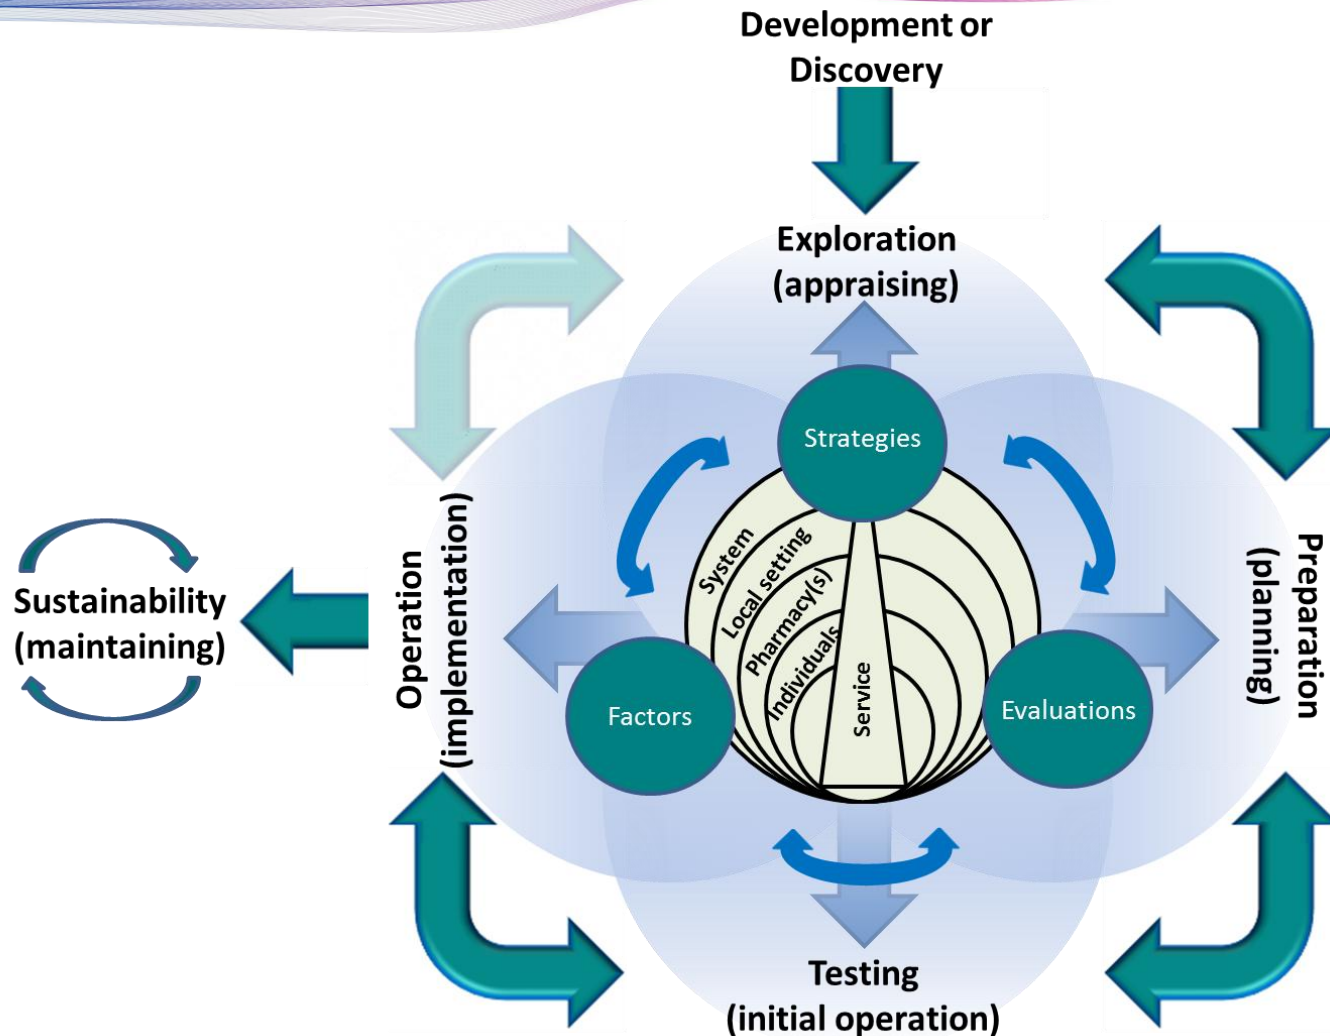 Development or
Discovery
Exploration
(appraising)
Strategies
System
Local setting
Pharmacy(s)
Individuals
Service
Factors
Evaluations
Operation
(implementation)
Preparation
(planning)
Sustainability
(maintaining)
Testing
(initial operation)